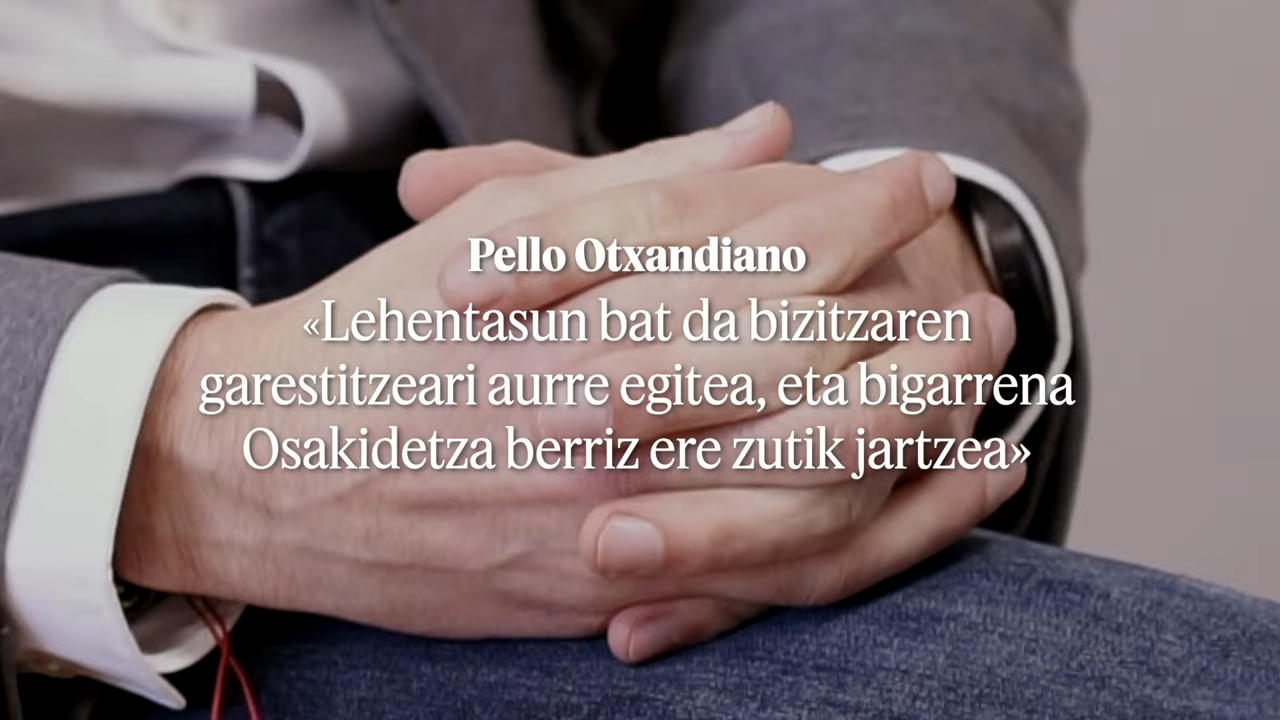 Pello Otxandiano
«Lehentasun bat da bizitzaren
garestitzeari aurre egitea, eta bigarrena
Osakidetza berriz ere zutik jartzea»